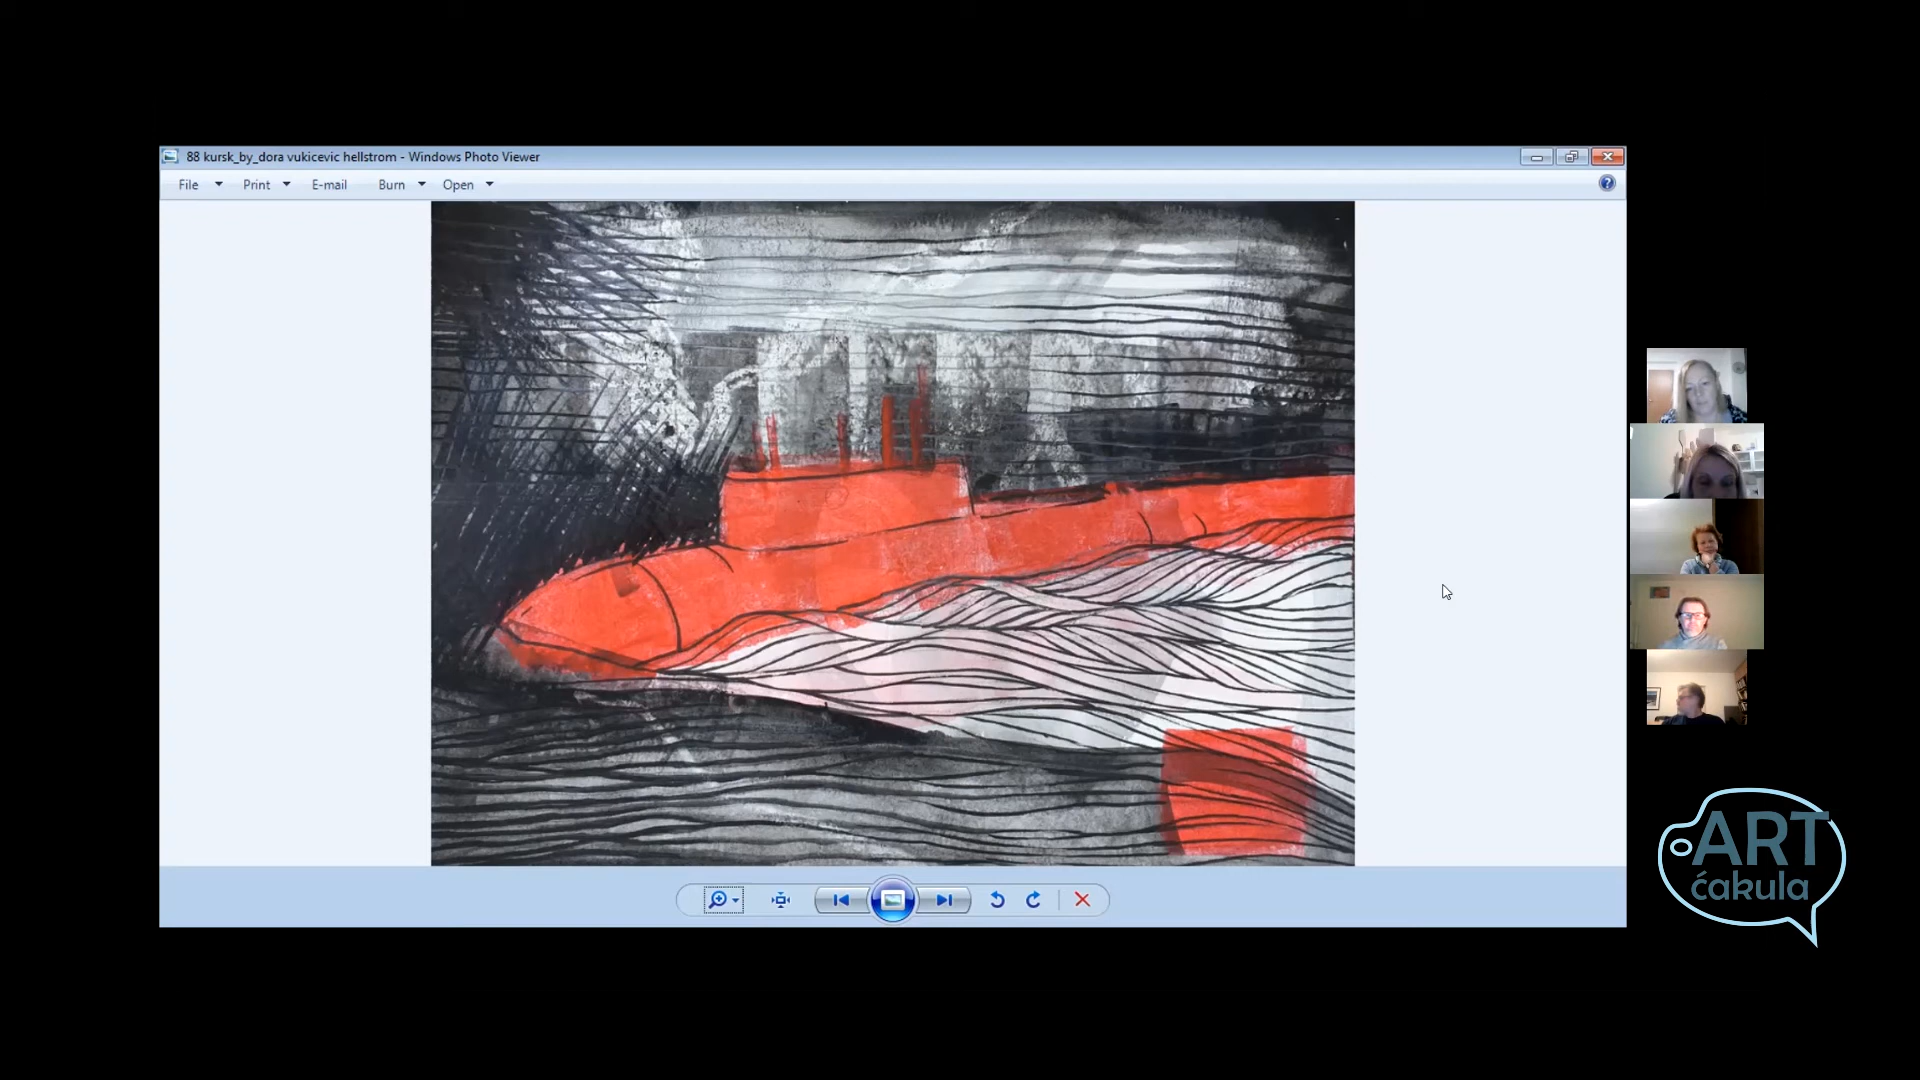 88 kursk_by_dora vukicevic hellstrom - Windows Photo Viewer
File Print E-mail Burn Open
ART
ćakula